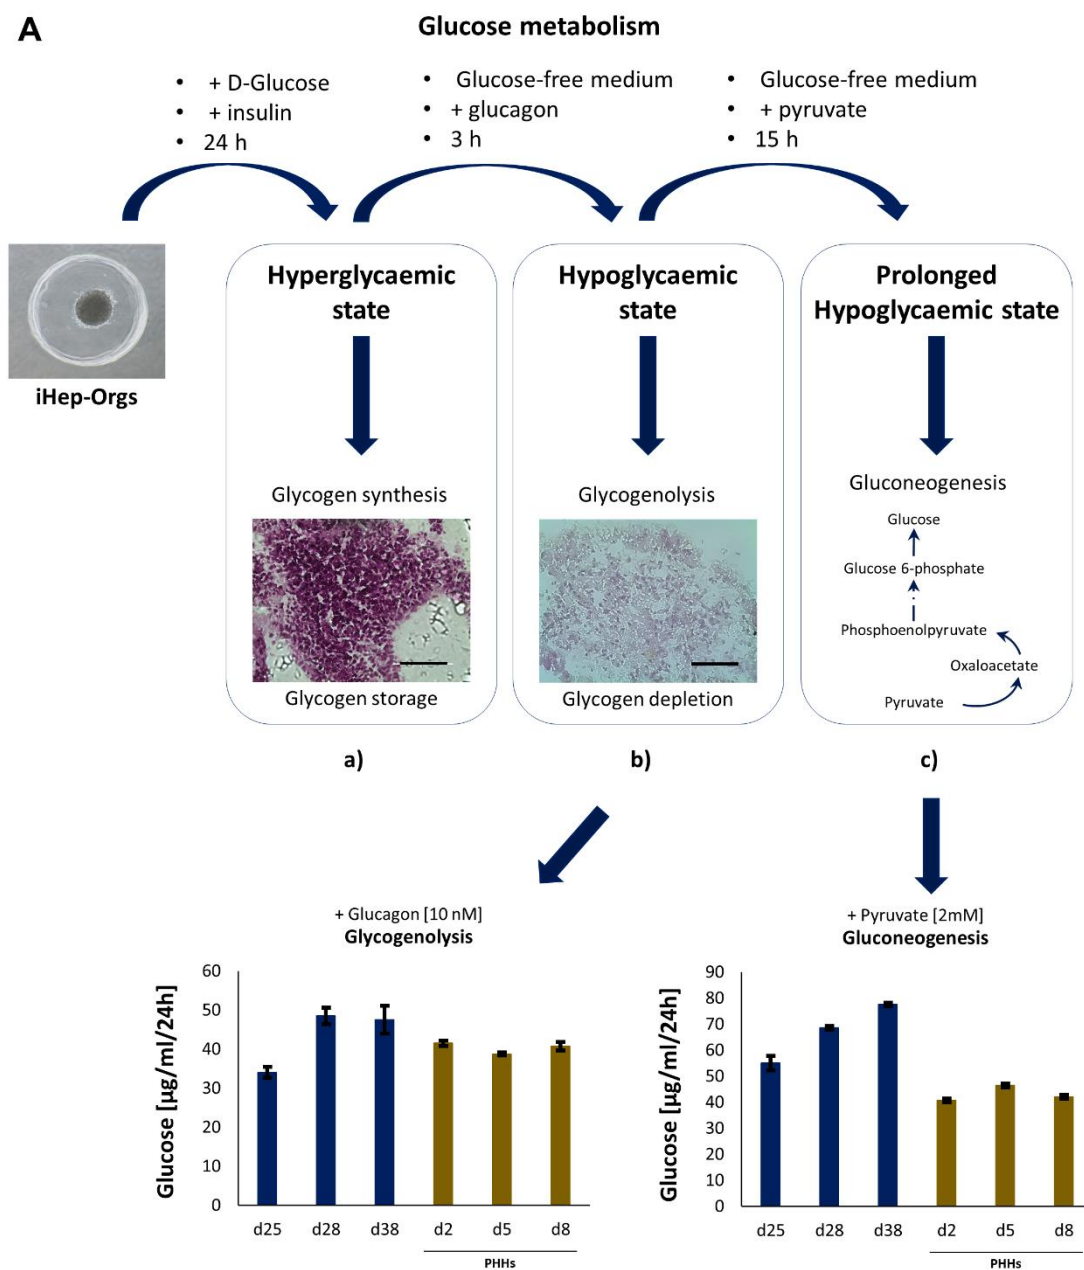 A
Glucose metabolism
• + D-Glucose
• + insulin
• 24 h
• Glucose-free medium
• + glucagon
• 3 h
• Glucose-free medium
• + pyruvate
• 15 h
iHep-Orgs
Hyperglycaemic
state
Glycogen synthesis
Glycogen storage
a)
Hypoglycaemic
state
Glycogenolysis
Glycogen depletion
b)
Prolonged
Hypoglycaemic state
Gluconeogenesis
Glucose
Glucose 6-phosphate
Phosphoenolpyruvate
Oxaloacetate
Pyruvate
c)
+ Glucagon [10 nM]
Glycogenolysis
Glucose [µg/ml/24h]
60
50
40
30
20
10
0
d25 d28 d38 d2 d5 d8
PHHs
+ Pyruvate [2mM]
Gluconeogenesis
Glucose [µg/ml/24h]
90
80
70
60
50
40
30
20
10
0
d25 d28 d38 d2 d5 d8
PHHs